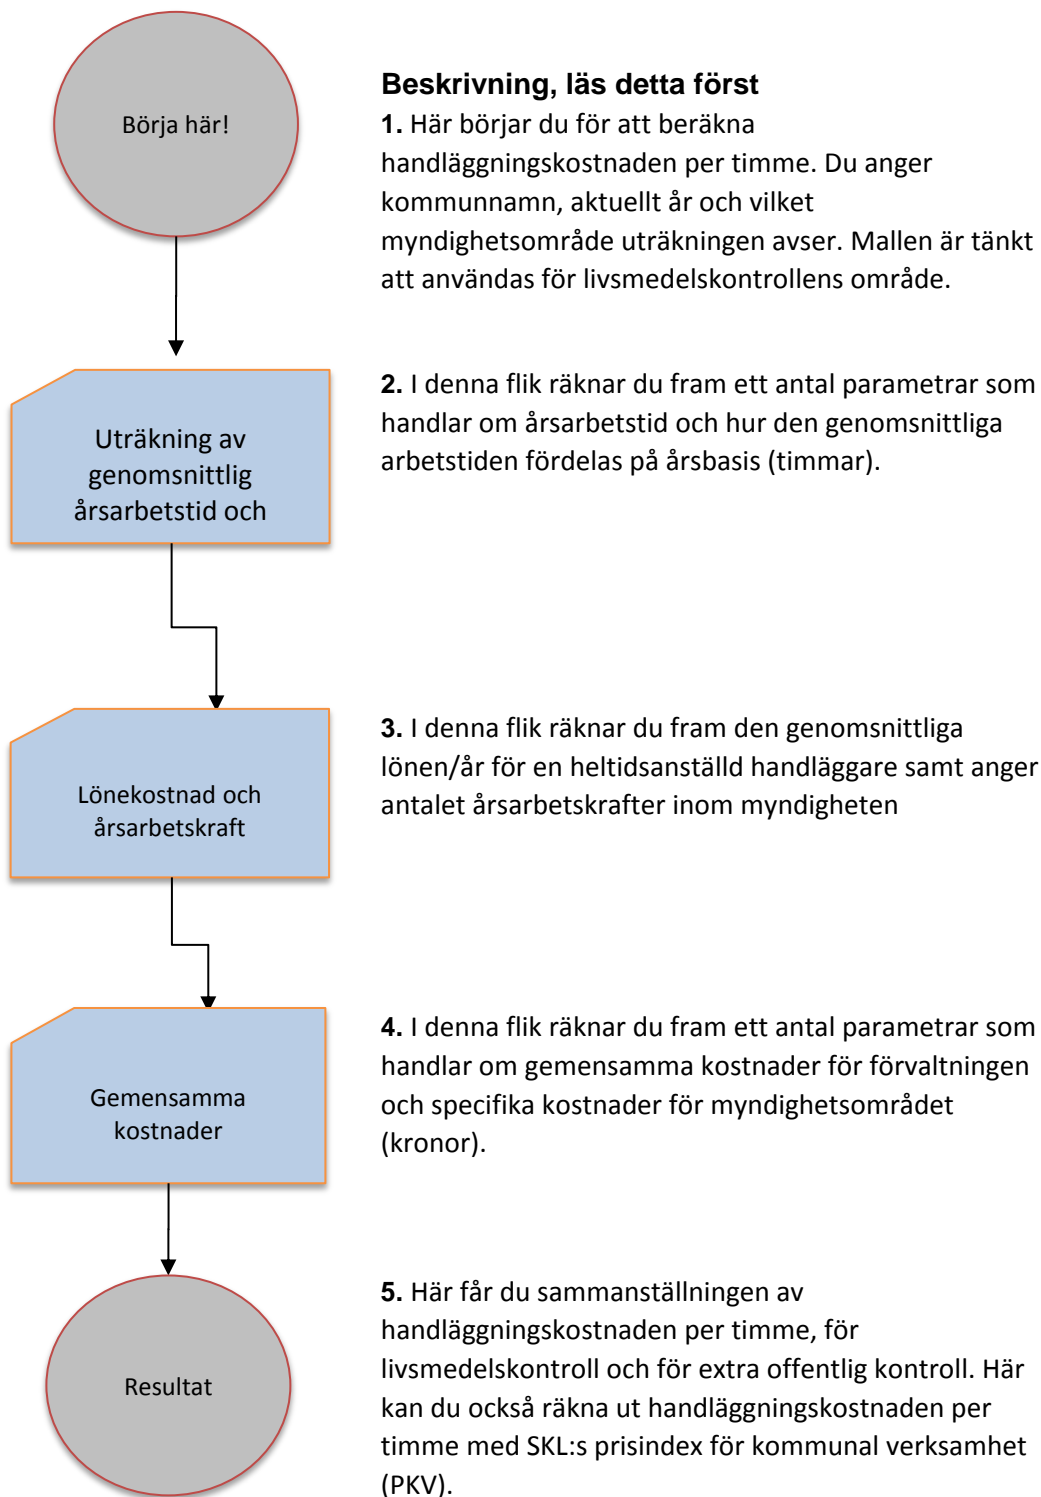 Börja här!
Beskrivning, läs detta först
1. Här börjar du för att beräkna
handläggningskostnaden per timme. Du anger
kommunnamn, aktuellt år och vilket
myndighetsområde uträkningen avser. Mallen är tänkt
att användas för livsmedelskontrollens område.
Uträkning av
genomsnittlig
årsarbetstid och
2. I denna flik räknar du fram ett antal parametrar som
handlar om årsarbetstid och hur den genomsnittliga
arbetstiden fördelas på årsbasis (timmar).
Lönekostnad och
årsarbetskraft
3. I denna flik räknar du fram den genomsnittliga
lönen/år för en heltidsanställd handläggare samt anger
antalet årsarbetskrafter inom myndigheten
Gemensamma
kostnader
4. I denna flik räknar du fram ett antal parametrar som
handlar om gemensamma kostnader för förvaltningen
och specifika kostnader för myndighetsområdet
(kronor).
Resultat
5. Här får du sammanställningen av
handläggningskostnaden per timme, för
livsmedelskontroll och för extra offentlig kontroll. Här
kan du också räkna ut handläggningskostnaden per
timme med SKL:s prisindex för kommunal verksamhet
(PKV).